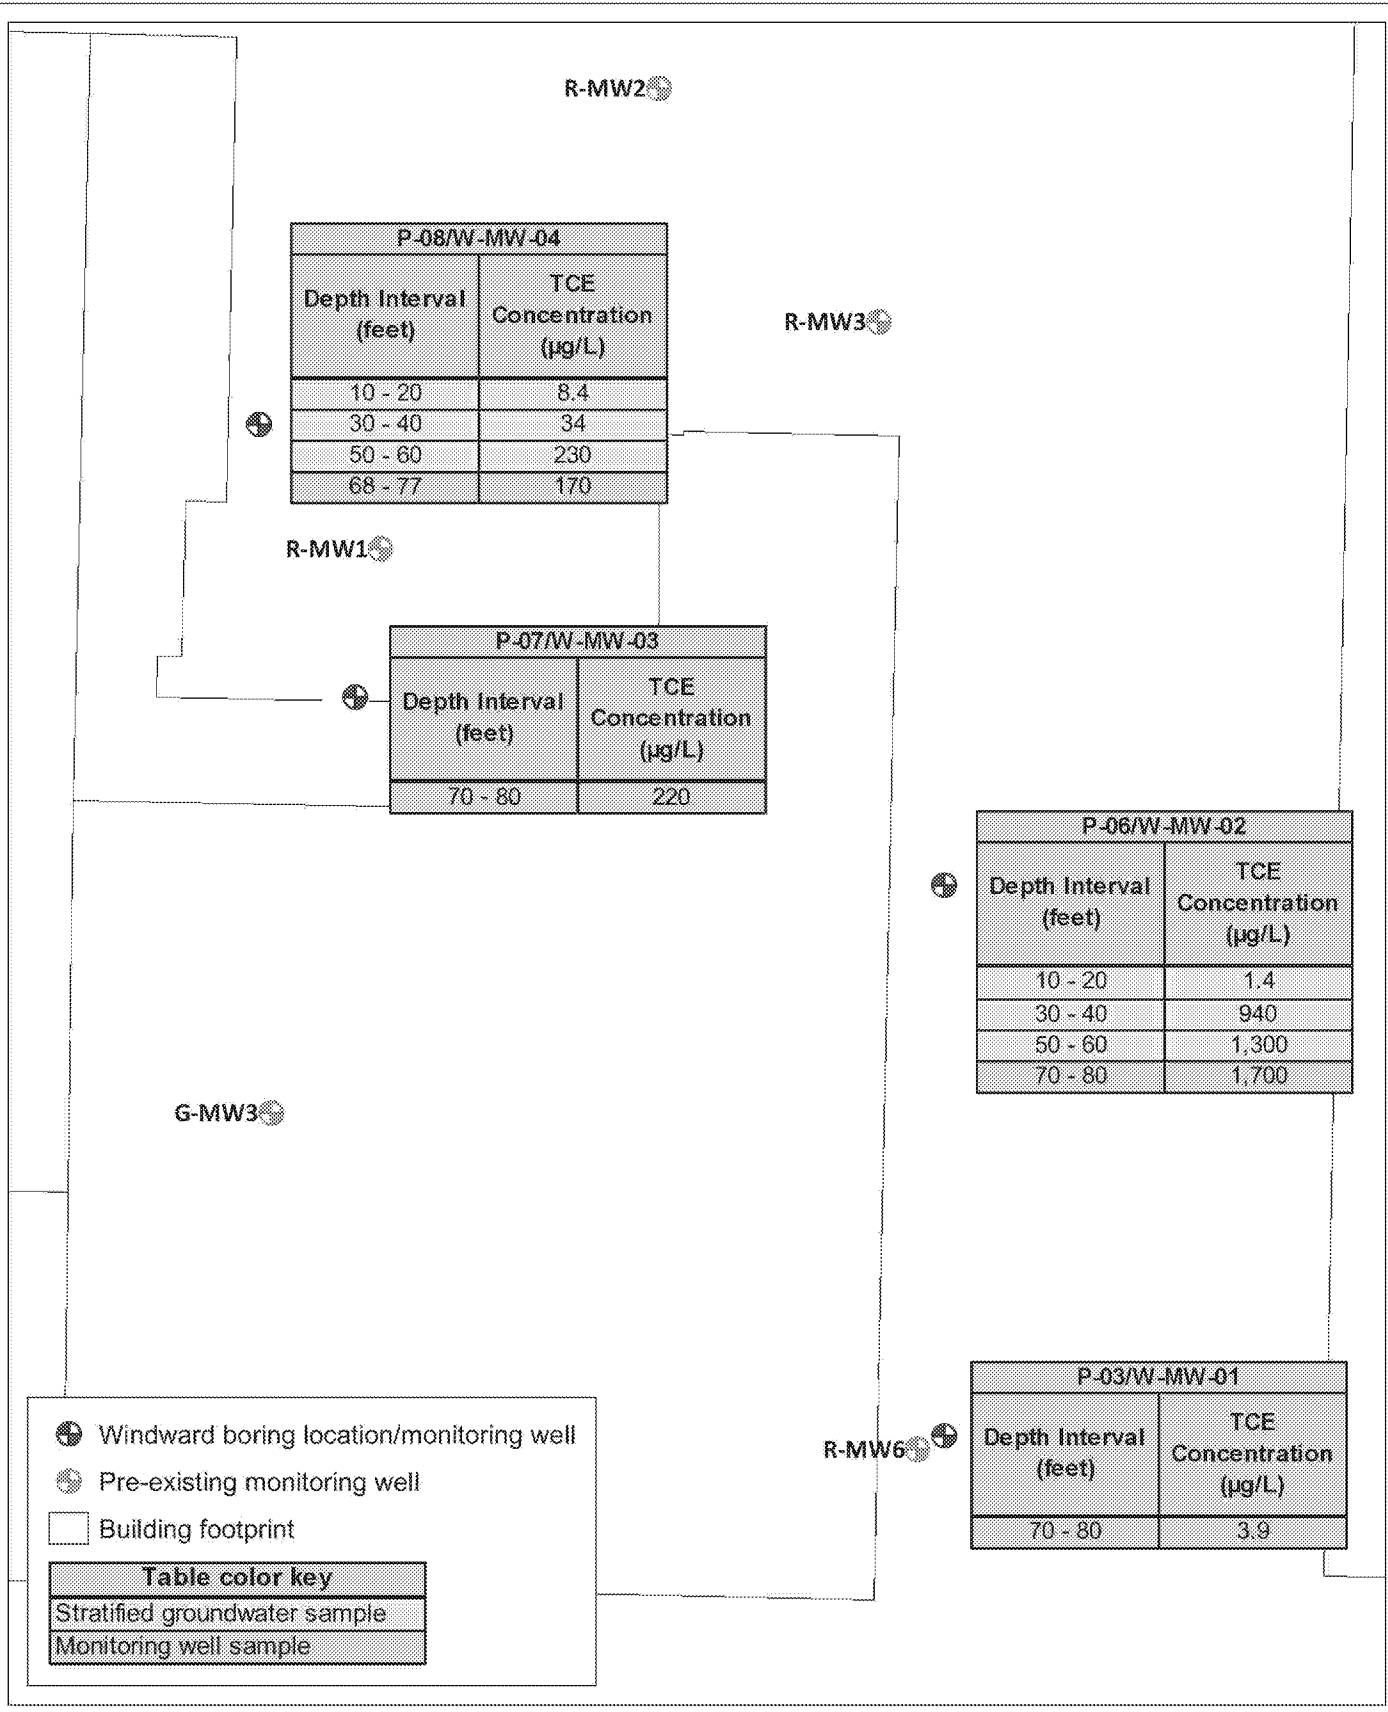 R-MW2
P-08/W-MW-04
Depth Interval
(feet)
TCE
Concentration
(µg/L)
10 - 20 8.4
30 - 40 34
50 - 60 230
68 - 77 170
R-MW3
R-MW1
P-07/W-MW-03
Depth Interval
(feet)
TCE
Concentration
(µg/L)
70 - 80 220
P-06/W-MW-02
Depth Interval
(feet)
TCE
Concentration
(µg/L)
10 - 20 1.4
30 - 40 940
50 - 60 1,300
70 - 80 1,700
G-MW3
R-MW6
P-03/W-MW-01
Depth Interval
(feet)
TCE
Concentration
(µg/L)
70 - 80 3.9
Windward boring location/monitoring well
Pre-existing monitoring well
Building footprint
Table color key
Stratified groundwater sample
Monitoring well sample